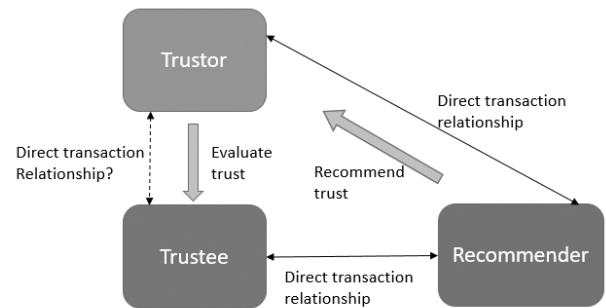 Trustor
Direct transaction
relationship
Direct transaction
Relationship?
Evaluate
trust
Recommend
trust
Trustee
Recommender
Direct transaction
relationship